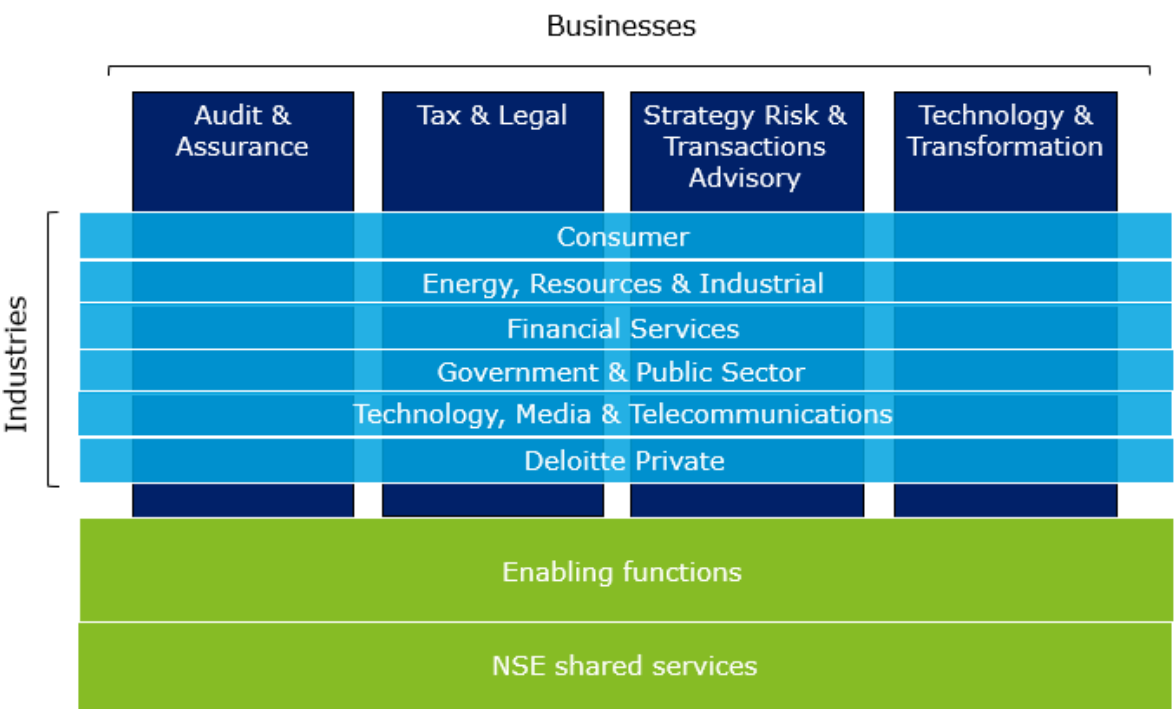 Businesses
Audit &
Assurance
Tax & Legal
Strategy Risk &
Transactions
Advisory
Technology &
Transformation
Industries
Consumer
Energy, Resources & Industrial
Financial Services
Government & Public Sector
Technology, Media & Telecommunications
Deloitte Private
Enabling functions
NSE shared services